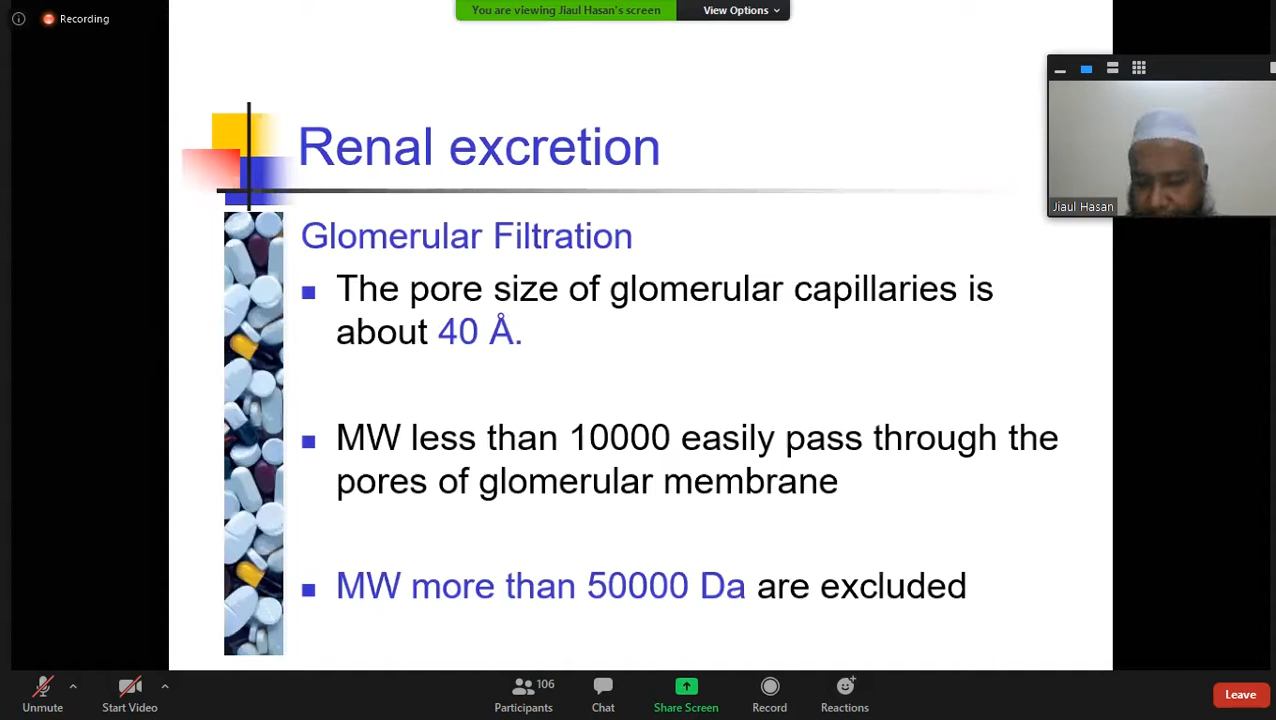 Recording
You are viewing Jiaul Hasan's screen
View Options
Renal excretion
Jiaul Hasan
Glomerular Filtration
The pore size of glomerular capillaries is
about 40 Å.
MW less than 10000 easily pass through the
pores of glomerular membrane
MW more than 50000 Da are excluded
Unmute
Start Video
106
Participants
Chat
Share Screen
Record
Reactions
Leave